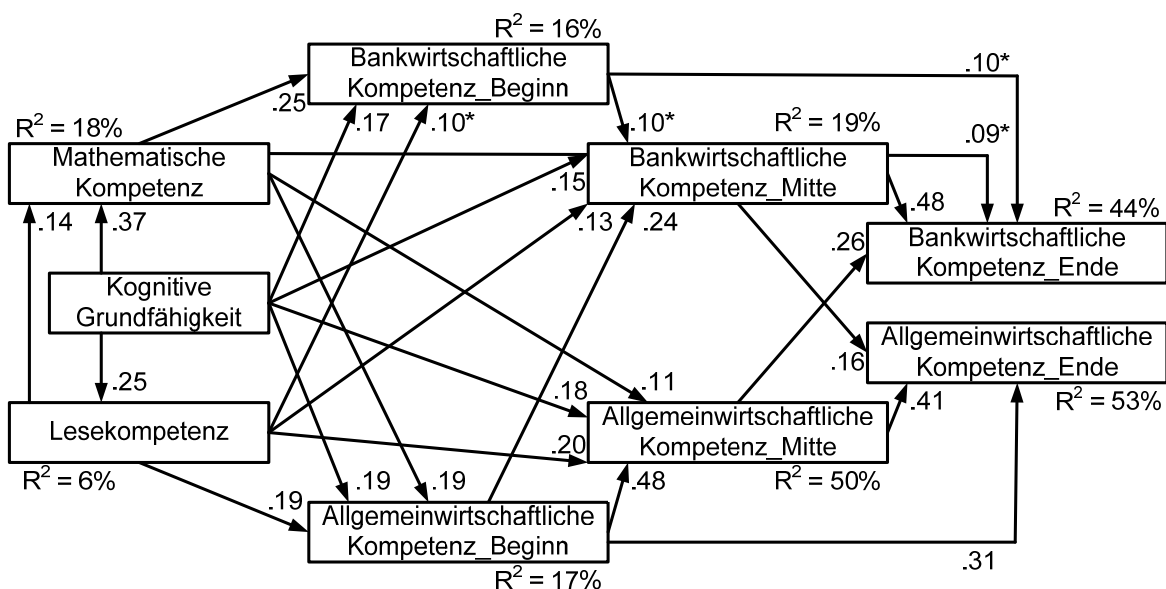 R² = 16%
Bankwirtschaftliche
Kompetenz_Beginn
.25
.17
.10*
.10*
R² = 18%
Mathematische
Kompetenz
.10*
R² = 19%
.09*
Bankwirtschaftliche
Kompetenz_Mitte
.15
.13
.24
.48
.14
.37
.26
R² = 44%
Bankwirtschaftliche
Kompetenz_Ende
Kognitive
Grundfähigkeit
Allgemeinwirtschaftliche
Kompetenz_Ende
.16
R² = 53%
.25
.18
.11
.41
Lesekompetenz
R² = 6%
.20
Allgemeinwirtschaftliche
Kompetenz_Mitte
R² = 50%
.19
.19
.19
.48
Allgemeinwirtschaftliche
Kompetenz_Beginn
R² = 17%
.31